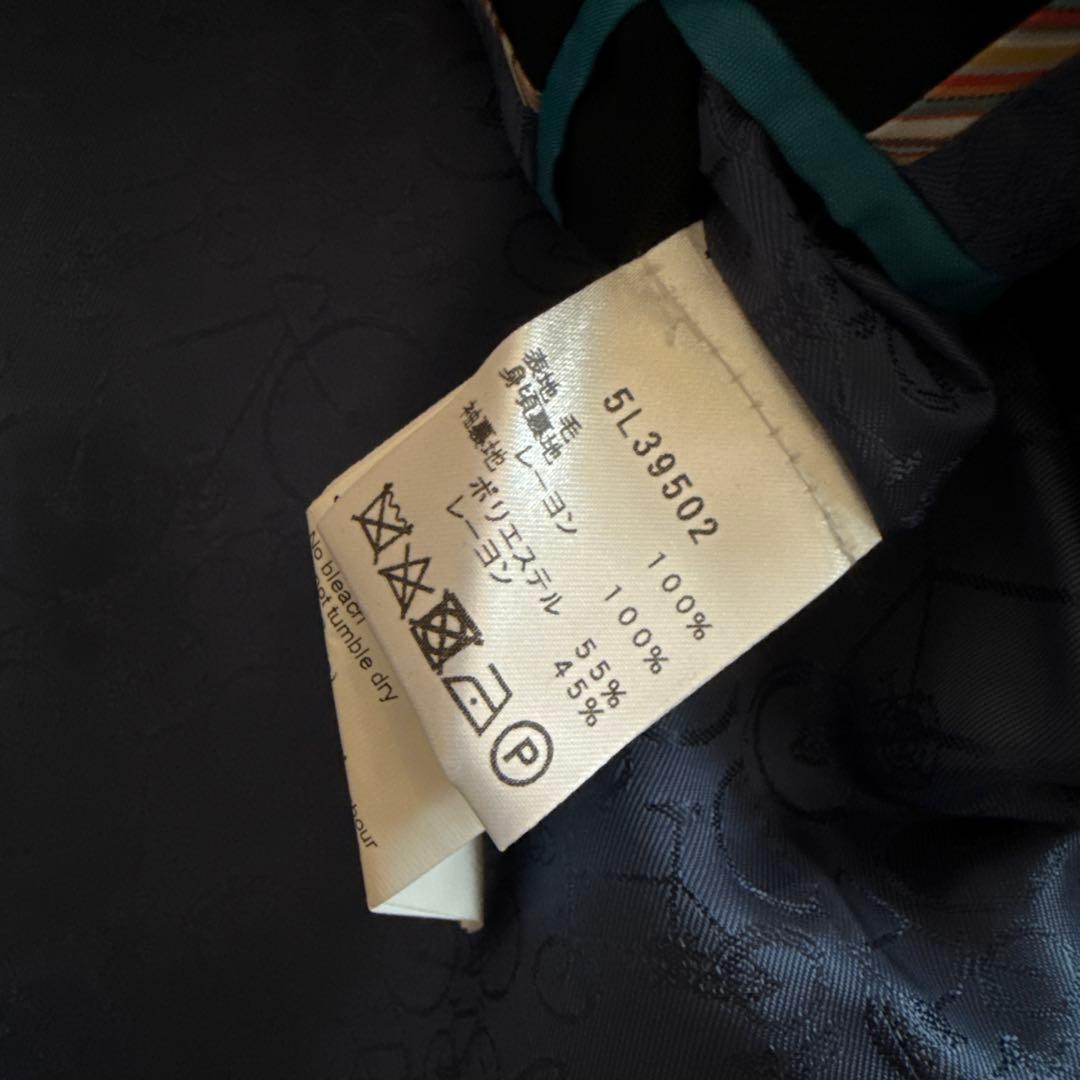 5L39502
表地 毛 100%
身頃裏地 レーヨン 100%
袖裏地 ポリエステル 55%
レーヨン 45%
P
No bleach
not tumble dry
hour